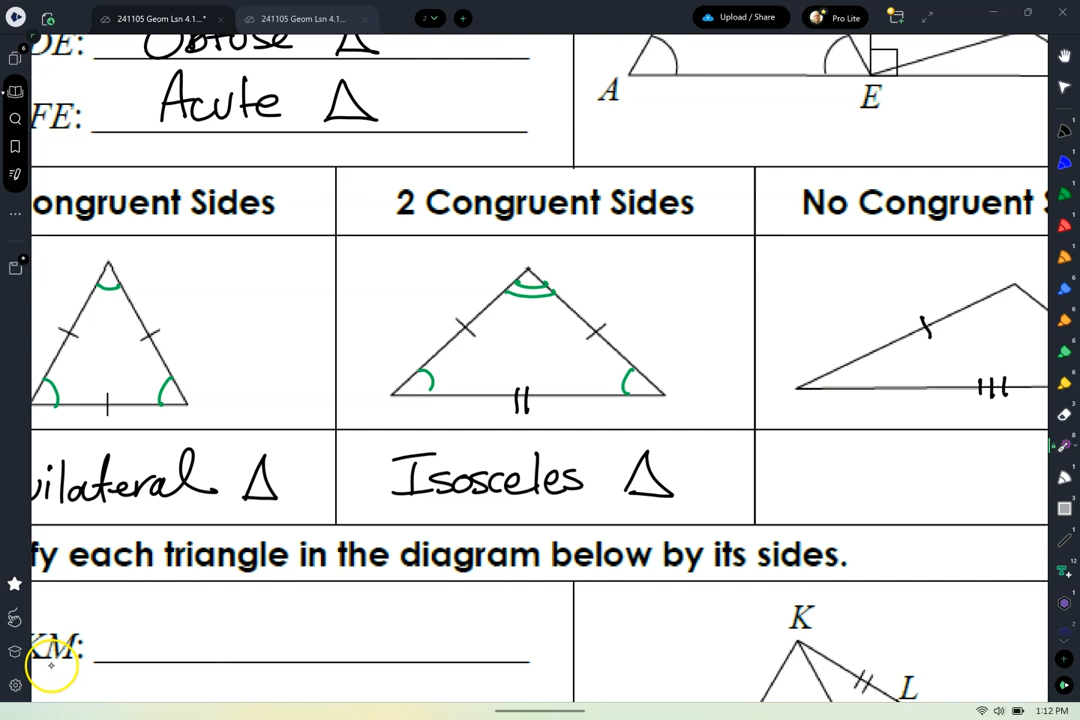 241105 Geom Lsn 4.1...*
241105 Geom Lsn 4.1...
2
Upload / Share
Pro Lite
DE: Obtuse △
FE: Acute △
A
E
ongruent Sides
2 Congruent Sides
No Congruent S
uilateral △
Isosceles △
fy each triangle in the diagram below by its sides.
KM:
K
L
1:12 PM